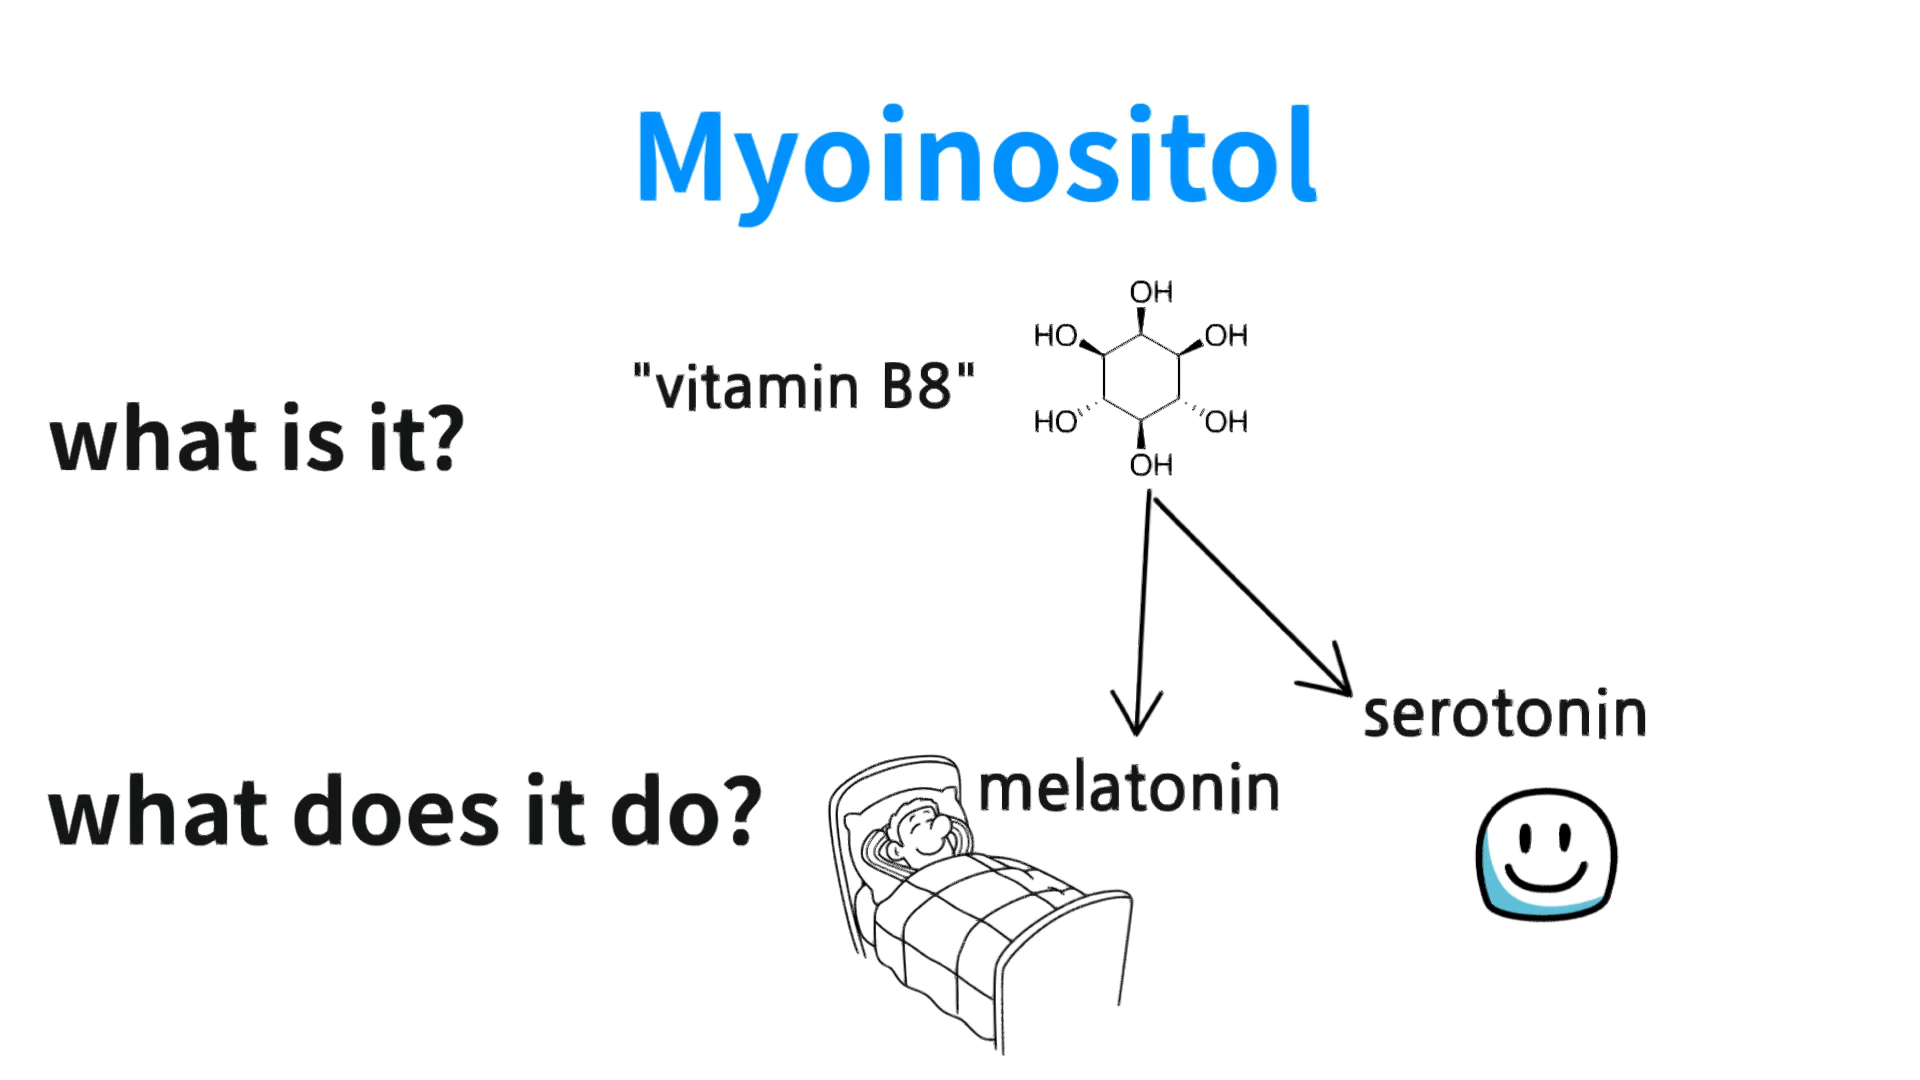 Myoinositol
OH
HO
OH
"vitamin B8"
what is it?
HO
OH
OH
serotonin
melatonin
what does it do?